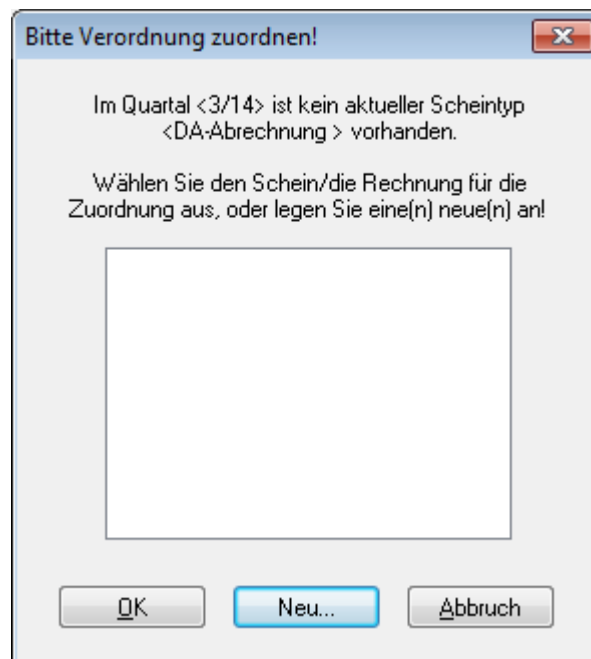 Bitte Verordnung zuordnen!
Im Quartal <3/14> ist kein aktueller Scheintyp
<DA-Abrechnung > vorhanden.
Wählen Sie den Schein/die Rechnung für die
Zuordnung aus, oder legen Sie eine(n) neue(n) an!
OK
Neu...
Abbruch